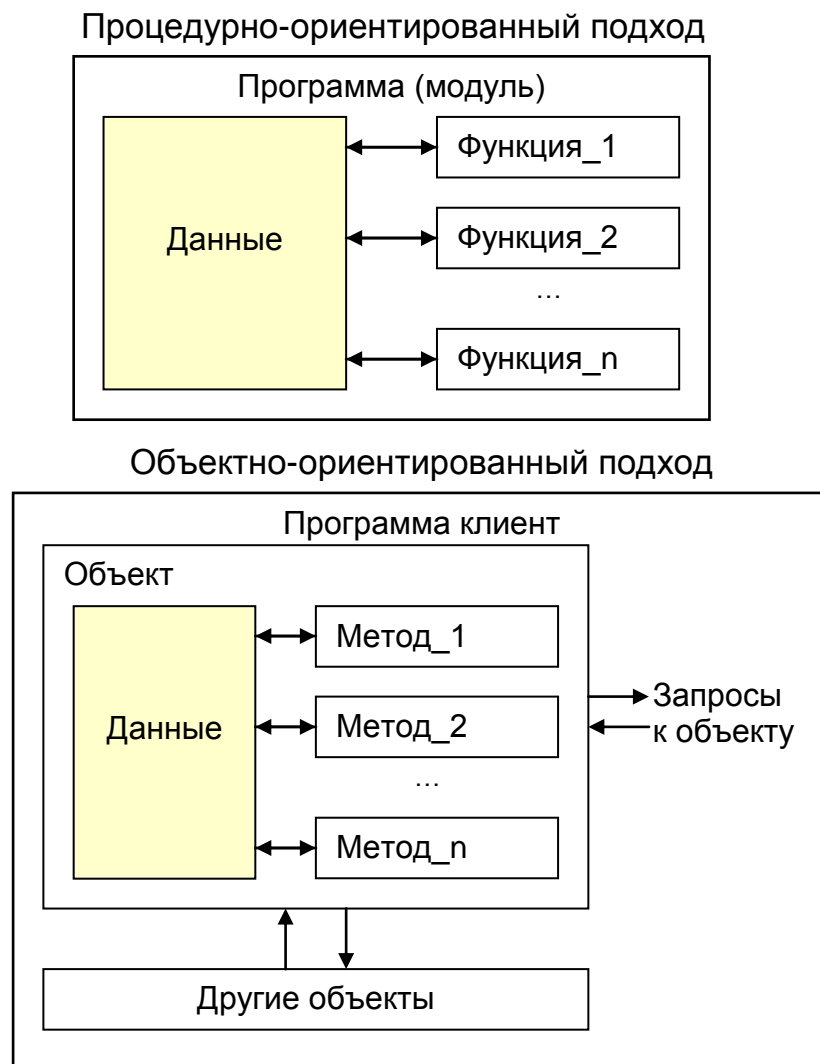 Процедурно-ориентированный подход
Программа (модуль)
Данные
Функция_1
Функция_2
...
Функция_n
Объектно-ориентированный подход
Программа клиент
Объект
Данные
Метод_1
Метод_2
...
Метод_n
Запросы
к объекту
Другие объекты